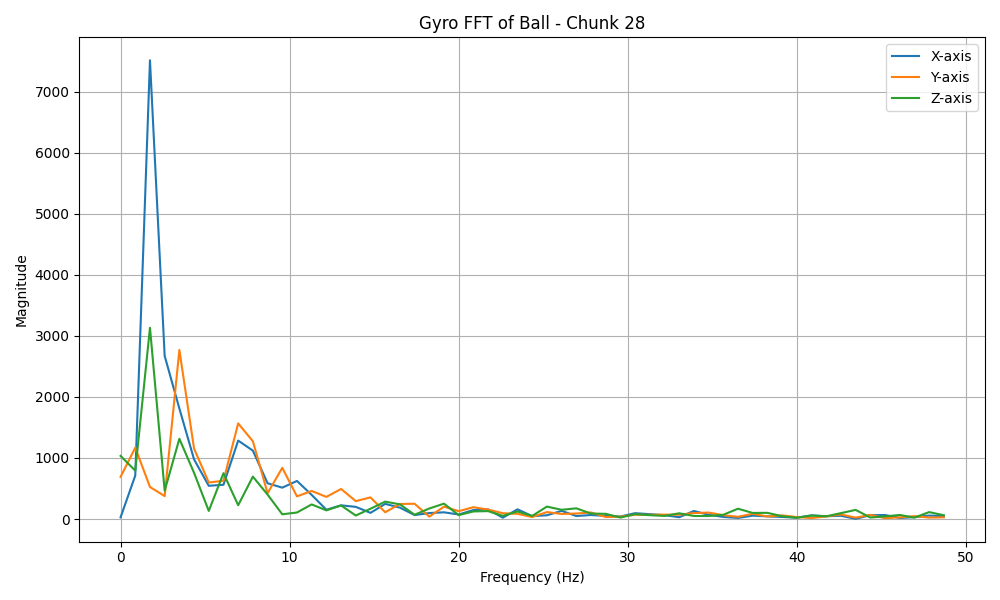 Gyro FFT of Ball - Chunk 28
X-axis
Y-axis
Z-axis
7000
6000
5000
4000
3000
2000
1000
0
Magnitude
0 10 20 30 40 50
Frequency (Hz)